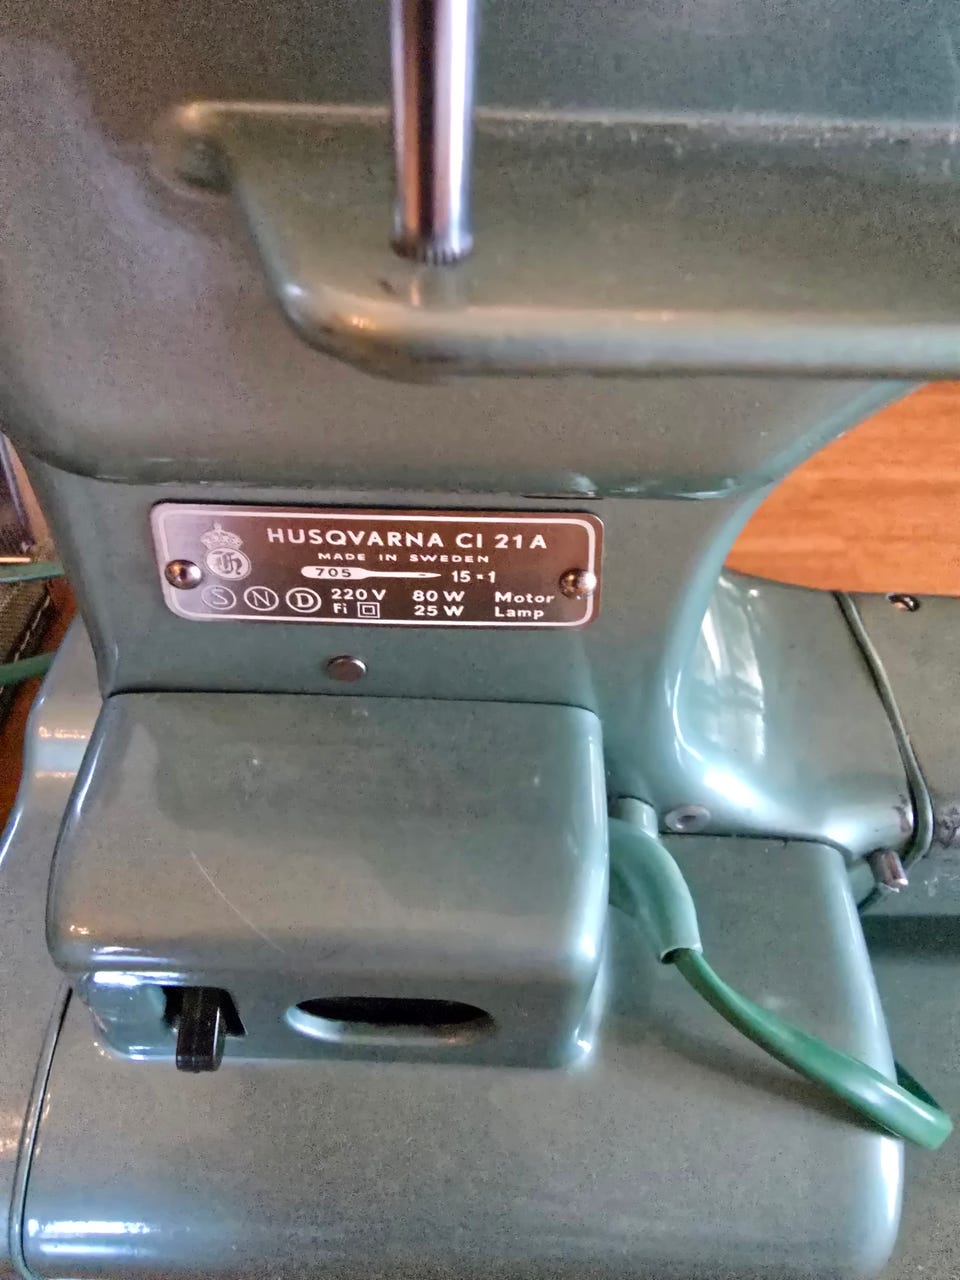 HUSQVARNA CI 21A
MADE IN SWEDEN
705 15×1
S N D 220 V 80 W Motor
Fi 25 W Lamp